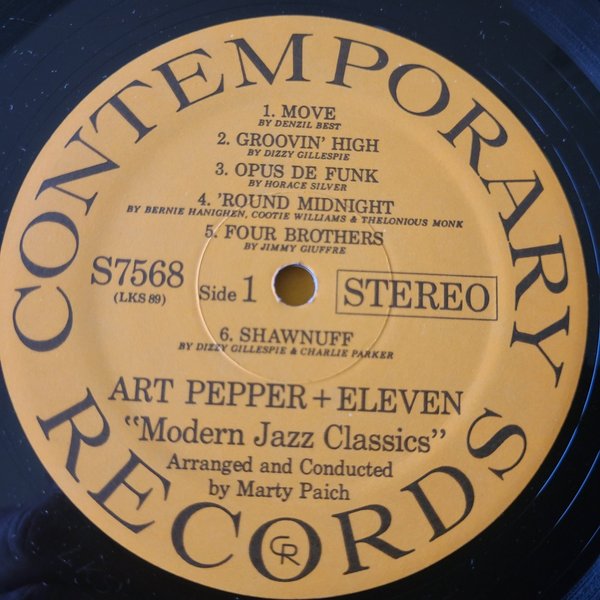 CONTEMPORARY
1. MOVE
BY DENZIL BEST
2. GROOVIN' HIGH
BY DIZZY GILLESPIE
3. OPUS DE FUNK
BY HORACE SILVER
4. 'ROUND MIDNIGHT
BY BERNIE HANIGHEN, COOTIE WILLIAMS & THELONIOUS MONK
5. FOUR BROTHERS
BY JIMMY GIUFFRE
S7568
(LKS 89)
Side 1
STEREO
6. SHAWNUFF
BY DIZZY GILLESPIE & CHARLIE PARKER
ART PEPPER + ELEVEN
"Modern Jazz Classics"
Arranged and Conducted
by Marty Paich
RECORDS
CR